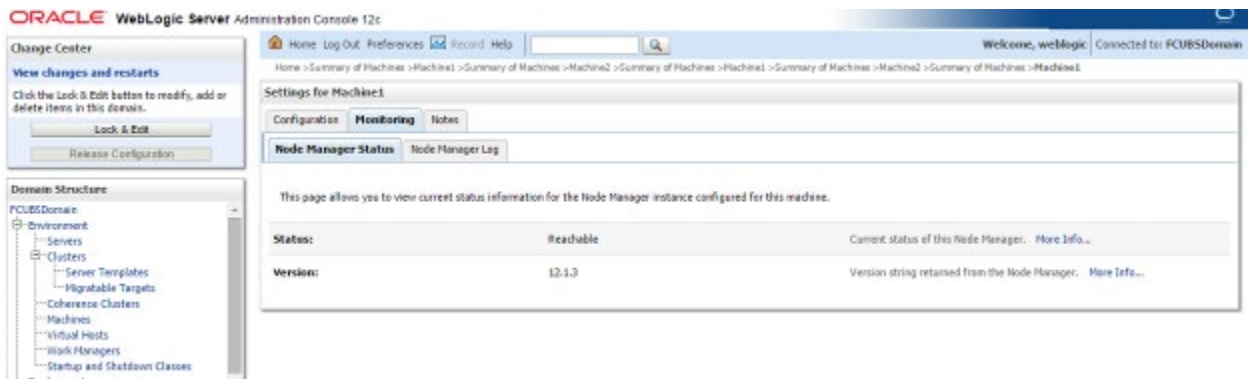 ORACLE WebLogic Server Administration Console 12c
Change Center
View changes and restarts
Click the Lock & Edit button to modify, add or
delete items in this domain.
Lock & Edit
Release Configuration
Domain Structure
FCUBSDomain
Environment
Servers
Clusters
Server Templates
Migratable Targets
Coherence Clusters
Machines
Virtual Hosts
Work Managers
Startup and Shutdown Classes
Home Log Out Preferences Record Help
Welcome, weblogic Connected to: FCUBSDomain
Home >Summary of Machines >Machine1 >Summary of Machines >Machine2 >Summary of Machines >Machine1 >Summary of Machines >Machine2 >Summary of Machines >Machine1
Settings for Machine1
Configuration Monitoring Notes
Node Manager Status Node Manager Log
This page allows you to view current status information for the Node Manager instance configured for this machine.
Status: Reachable Current status of this Node Manager. More Info...
Version: 12.1.3 Version string returned from the Node Manager. More Info...